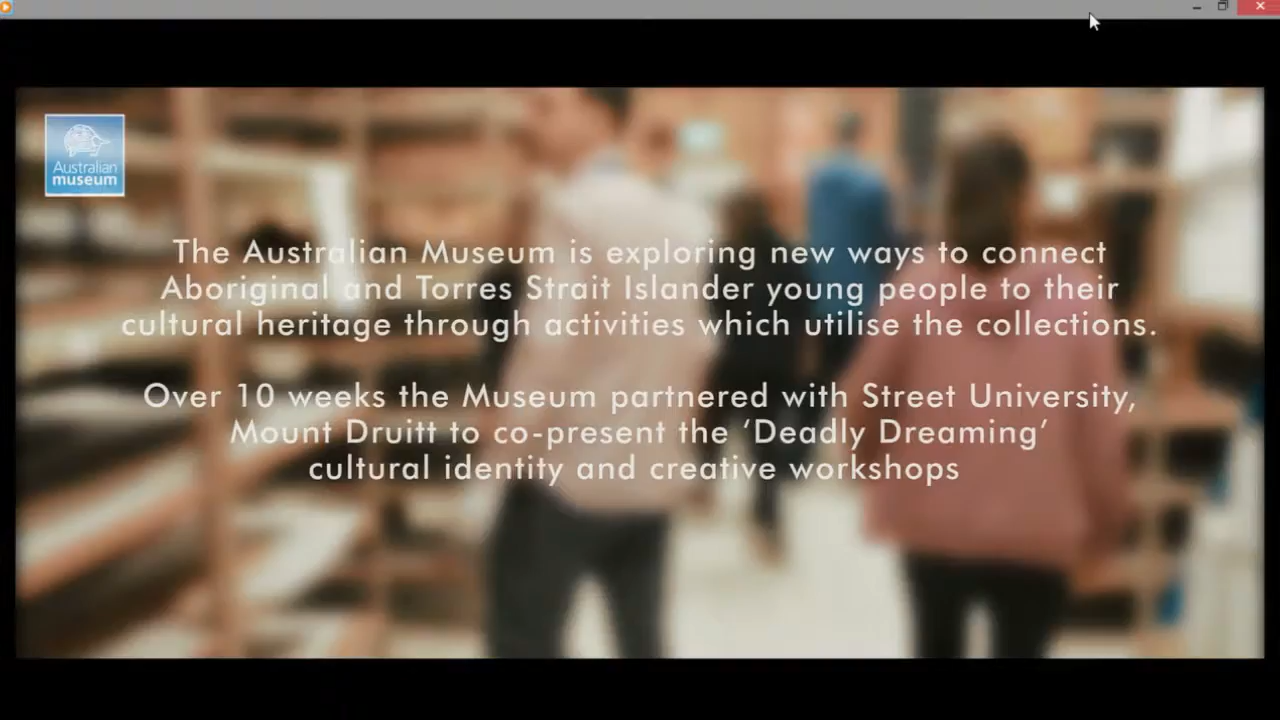 Australian
museum
The Australian Museum is exploring new ways to connect
Aboriginal and Torres Strait Islander young people to their
cultural heritage through activities which utilise the collections.
Over 10 weeks the Museum partnered with Street University,
Mount Druitt to co-present the ‘Deadly Dreaming’
cultural identity and creative workshops